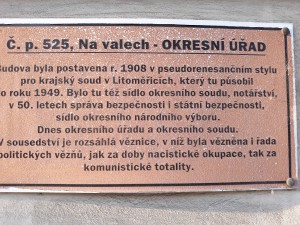 Č. p. 525, Na valech - OKRESNÍ ÚŘAD
Budova byla postavena r. 1908 v pseudorenesančním stylu
pro krajský soud v Litoměřicích, který tu působil
do roku 1949. Bylo tu též sídlo okresního soudu, notářství,
v 50. letech správa bezpečnosti i státní bezpečnosti,
sídlo okresního národního výboru.
Dnes okresního úřadu a okresního soudu.
V sousedství je rozsáhlá věznice, v níž byla vězněna i řada
politických vězňů, jak za doby nacistické okupace, tak za
komunistické totality.